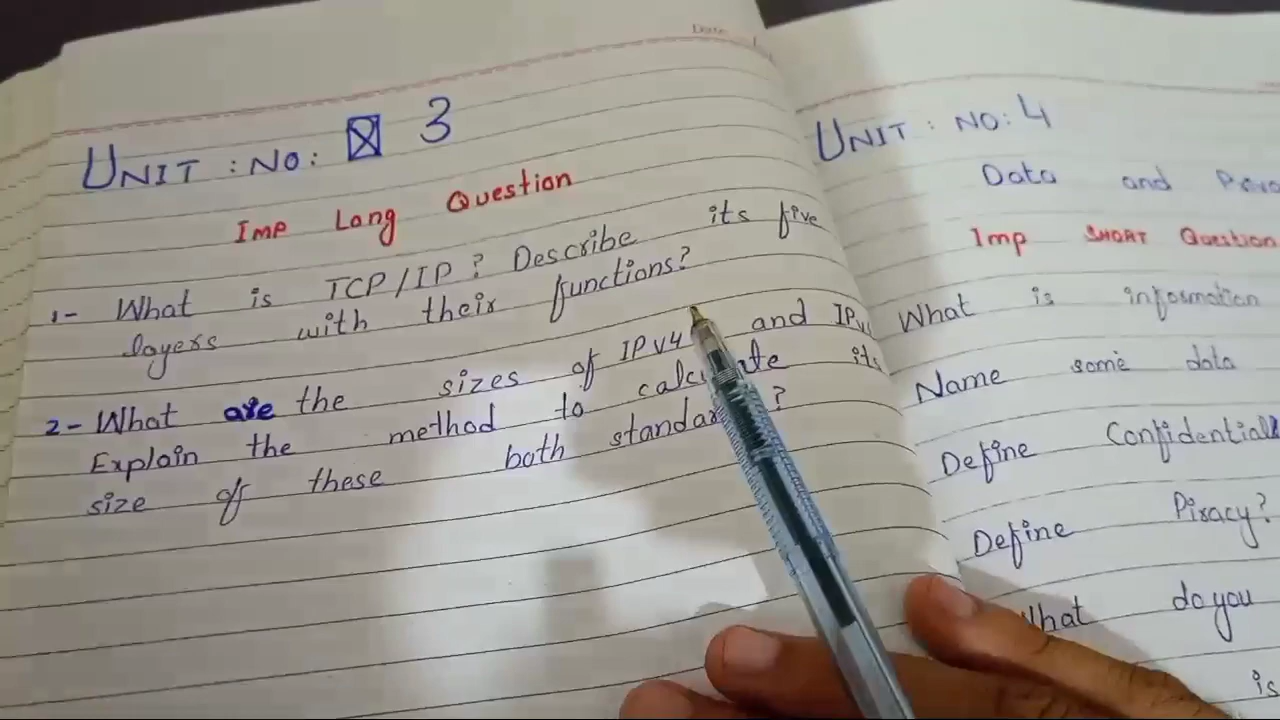 Date
UNIT : NO: 3
Imp Long Question
1- What is TCP/IP? Describe its five
layers with their functions?
2- What are the sizes of IPv4 and
Explain the method to calculate its
size of these both standar ?
UNIT : NO: 4
Data and
Imp SHORT Question
What is information
Name some data
Define
Define Piracy?
What do you
is